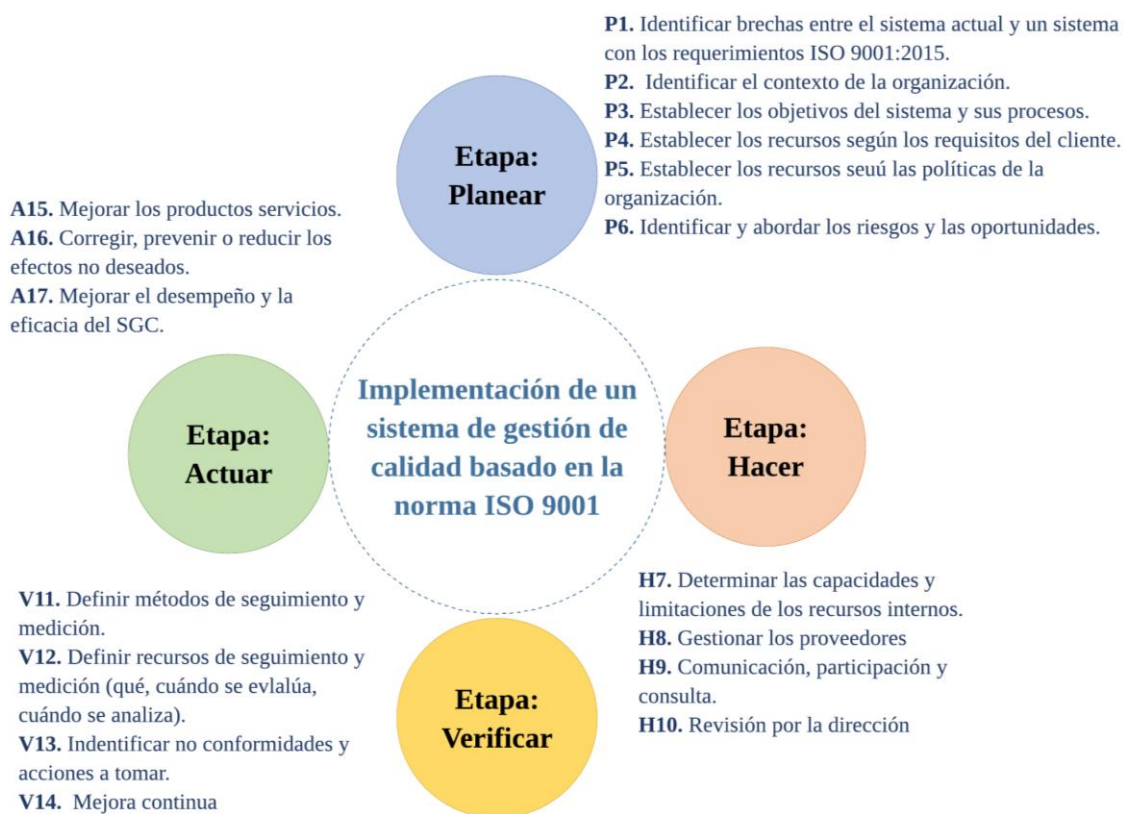 P1. Identificar brechas entre el sistema actual y un sistema
con los requerimientos ISO 9001:2015.
P2. Identificar el contexto de la organización.
P3. Establecer los objetivos del sistema y sus procesos.
P4. Establecer los recursos según los requisitos del cliente.
P5. Establecer los recursos seuú las políticas de la
organización.
P6. Identificar y abordar los riesgos y las oportunidades.
Etapa:
Planear
A15. Mejorar los productos servicios.
A16. Corregir, prevenir o reducir los
efectos no deseados.
A17. Mejorar el desempeño y la
eficacia del SGC.
Etapa:
Actuar
Implementación de un
sistema de gestión de
calidad basado en la
norma ISO 9001
Etapa:
Hacer
H7. Determinar las capacidades y
limitaciones de los recursos internos.
H8. Gestionar los proveedores
H9. Comunicación, participación y
consulta.
H10. Revisión por la dirección
Etapa:
Verificar
V11. Definir métodos de seguimiento y
medición.
V12. Definir recursos de seguimiento y
medición (qué, cuándo se evlalúa,
cuándo se analiza).
V13. Indentificar no conformidades y
acciones a tomar.
V14. Mejora continua